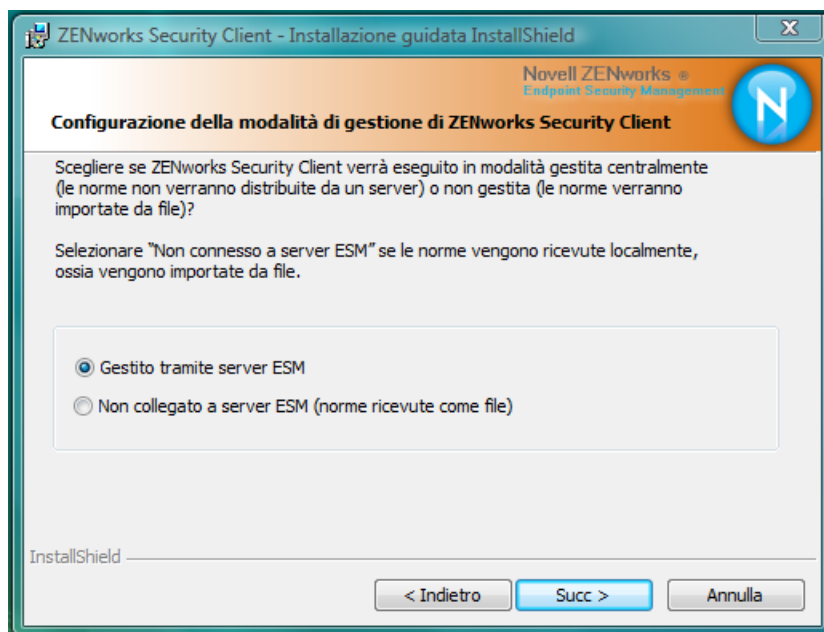 ZENworks Security Client - Installazione guidata InstallShield
Novell ZENworks ®
Endpoint Security Management
Configurazione della modalità di gestione di ZENworks Security Client
N
Scegliere se ZENworks Security Client verrà eseguito in modalità gestita centralmente
(le norme non verranno distribuite da un server) o non gestita (le norme verranno
importate da file)?
Selezionare “Non connesso a server ESM” se le norme vengono ricevute localmente,
ossia vengono importate da file.
Gestito tramite server ESM
Non collegato a server ESM (norme ricevute come file)
InstallShield
< Indietro
Succ >
Annulla